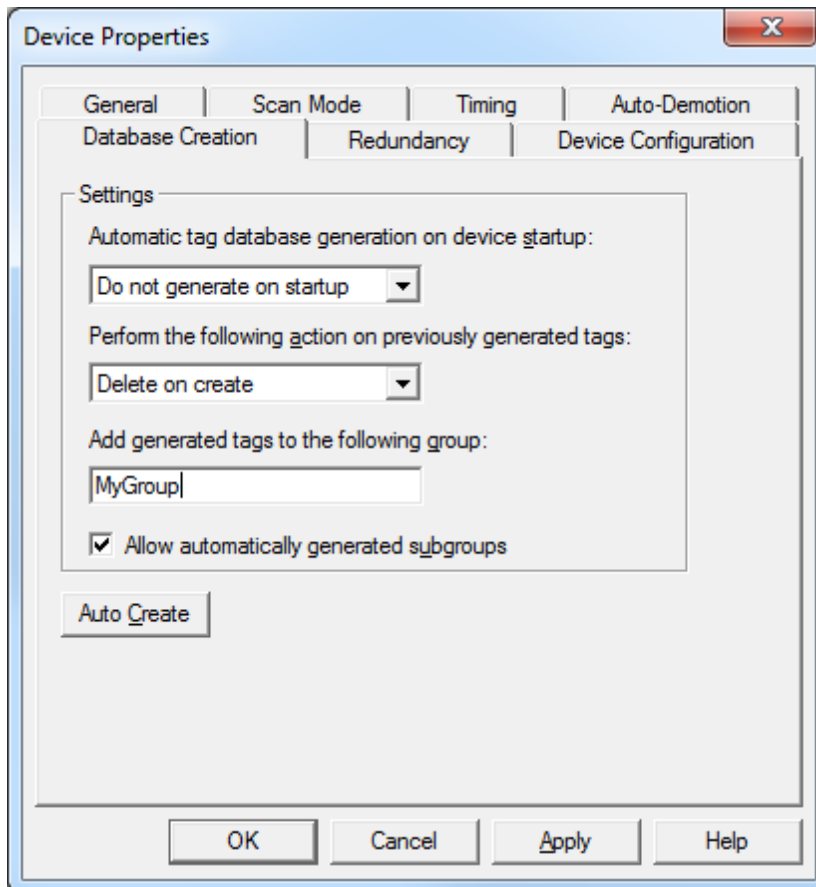 Device Properties
General Scan Mode Timing Auto-Demotion
Database Creation Redundancy Device Configuration
Settings
Automatic tag database generation on device startup:
Do not generate on startup
Perform the following action on previously generated tags:
Delete on create
Add generated tags to the following group:
MyGroup
Allow automatically generated subgroups
Auto Create
OK Cancel Apply Help